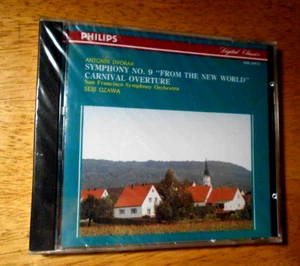 PHILIPS
Digital Classics
ANTONIN DVORAK
SYMPHONY NO. 9 "FROM THE NEW WORLD"
CARNIVAL OVERTURE
San Francisco Symphony Orchestra
SEIJI OZAWA